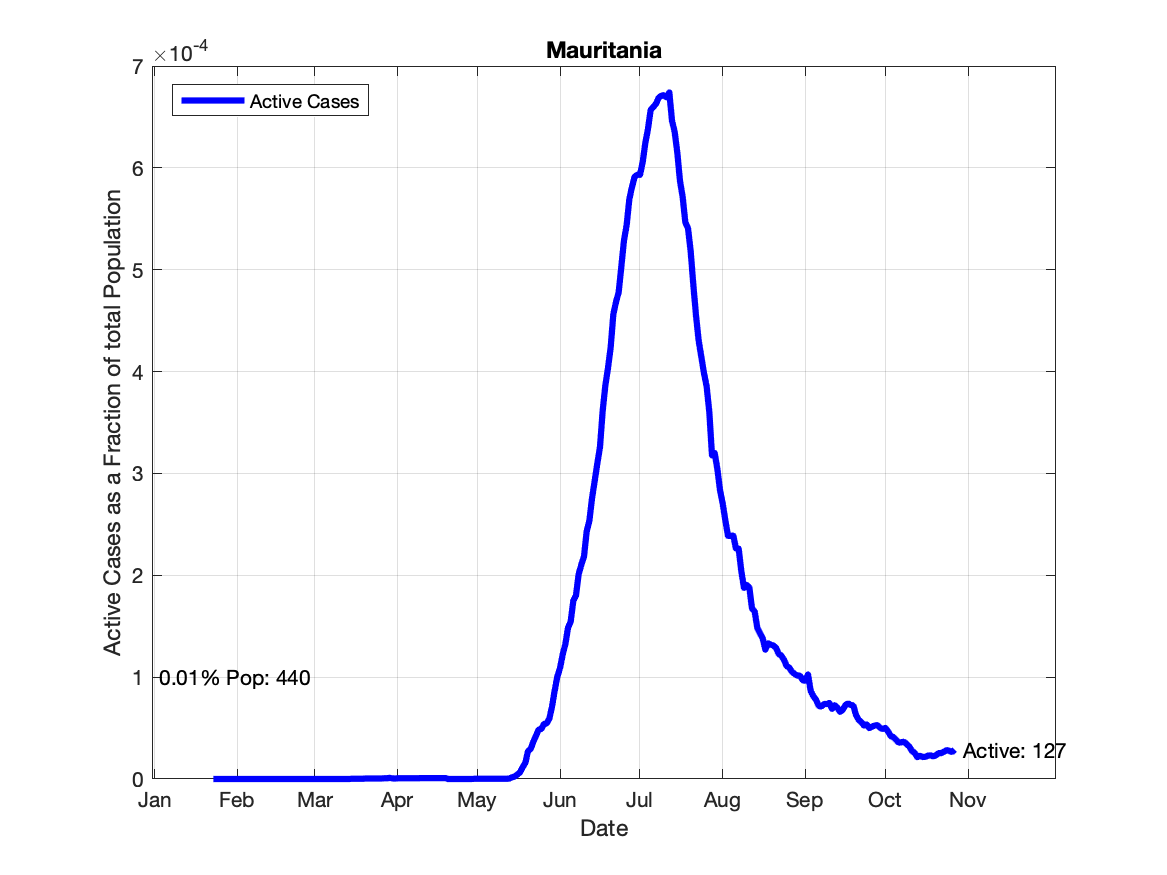 Mauritania
×10-4
Active Cases
7
6
5
4
3
2
1
0
Active Cases as a Fraction of total Population
0.01% Pop: 440
Active: 127
Jan Feb Mar Apr May Jun Jul Aug Sep Oct Nov
Date